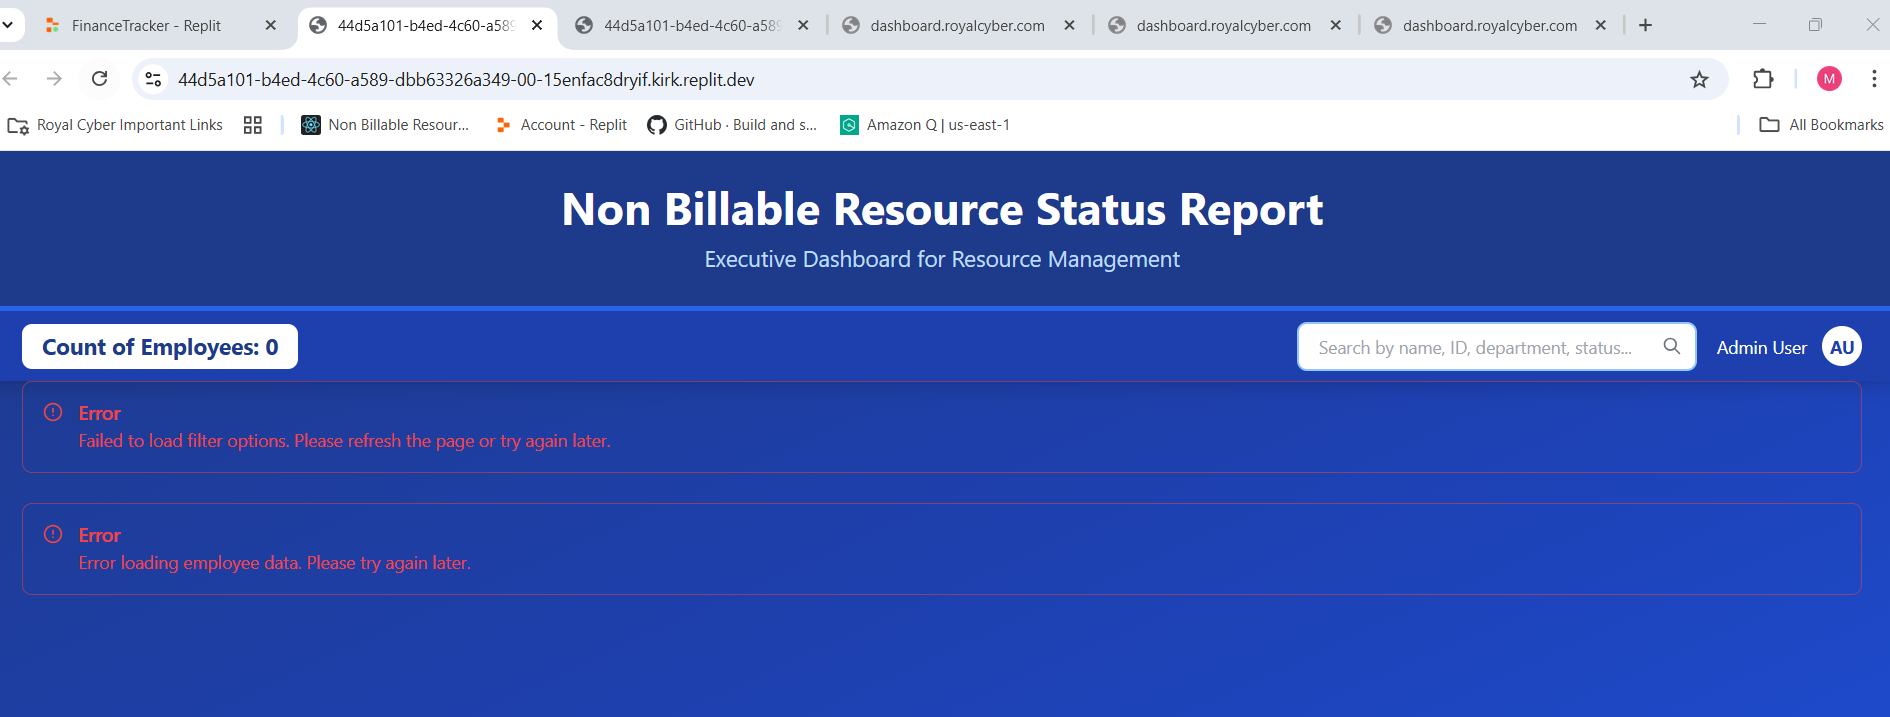 FinanceTracker - Replit
44d5a101-b4ed-4c60-a589
44d5a101-b4ed-4c60-a589
dashboard.royalcyber.com
dashboard.royalcyber.com
dashboard.royalcyber.com
44d5a101-b4ed-4c60-a589-dbb63326a349-00-15enfac8dryif.kirk.replit.dev
M
Royal Cyber Important Links
Non Billable Resour...
Account - Replit
GitHub · Build and s...
Amazon Q | us-east-1
All Bookmarks
Non Billable Resource Status Report
Executive Dashboard for Resource Management
Count of Employees: 0
Search by name, ID, department, status...
Admin User
AU
Error
Failed to load filter options. Please refresh the page or try again later.
Error
Error loading employee data. Please try again later.